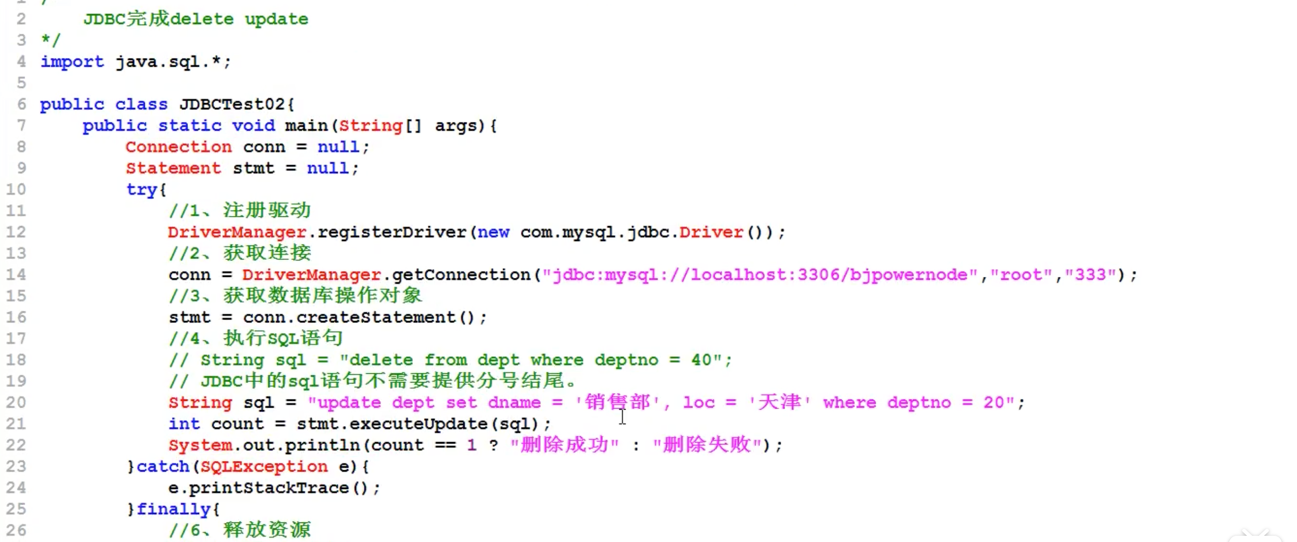 1 /
2 JDBC完成delete update
3 */
4 import java.sql.*;
5
6 public class JDBCTest02{
7 public static void main(String[] args){
8 Connection conn = null;
9 Statement stmt = null;
10 try{
11 //1、注册驱动
12 DriverManager.registerDriver(new com.mysql.jdbc.Driver());
13 //2、获取连接
14 conn = DriverManager.getConnection("jdbc:mysql://localhost:3306/bjpowernode","root","333");
15 //3、获取数据库操作对象
16 stmt = conn.createStatement();
17 //4、执行SQL语句
18 // String sql = "delete from dept where deptno = 40";
19 // JDBC中的sql语句不需要提供分号结尾。
20 String sql = "update dept set dname = '销售部', loc = '天津' where deptno = 20";
21 int count = stmt.executeUpdate(sql);
22 System.out.println(count == 1 ? "删除成功" : "删除失败");
23 }catch(SQLException e){
24 e.printStackTrace();
25 }finally{
26 //6、释放资源